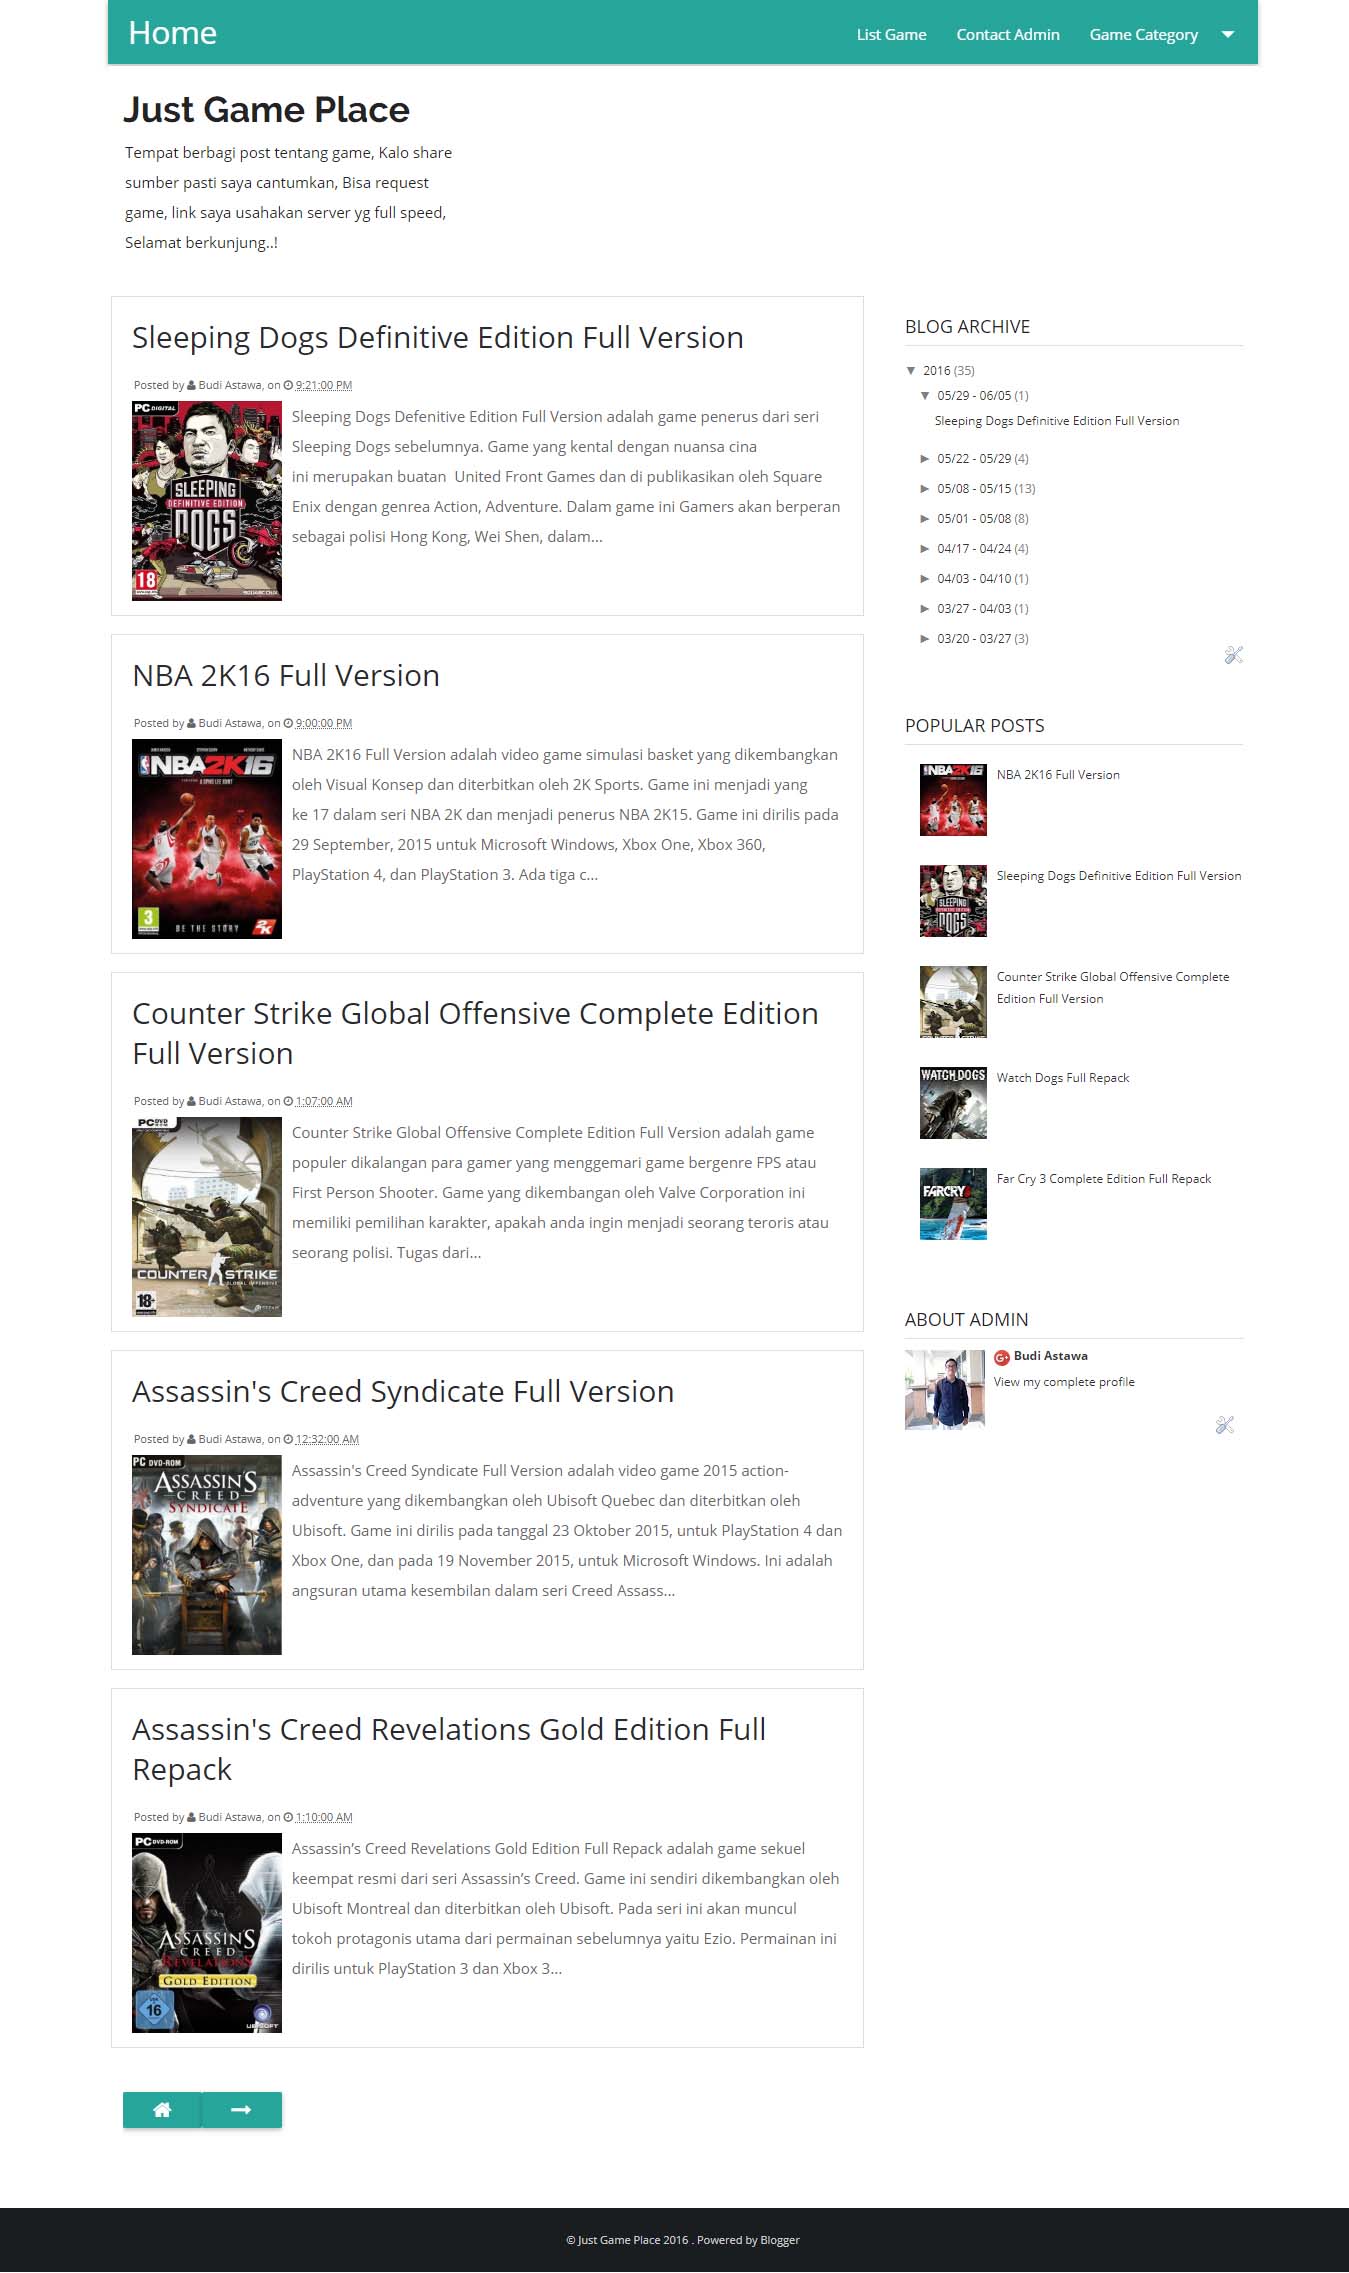 Home
List Game
Contact Admin
Game Category
Just Game Place
Tempat berbagi post tentang game, Kalo share
sumber pasti saya cantumkan, Bisa request
game, link saya usahakan server yg full speed,
Selamat berkunjung..!
Sleeping Dogs Definitive Edition Full Version
Posted by Budi Astawa, on 9:21:00 PM
PC DIGITAL
SLEEPING
DEFINITIVE EDITION
DOGS
18
SQUARE ENIX
Sleeping Dogs Defenitive Edition Full Version adalah game penerus dari seri
Sleeping Dogs sebelumnya. Game yang kental dengan nuansa cina
ini merupakan buatan  United Front Games dan di publikasikan oleh Square
Enix dengan genrea Action, Adventure. Dalam game ini Gamers akan berperan
sebagai polisi Hong Kong, Wei Shen, dalam...
NBA 2K16 Full Version
Posted by Budi Astawa, on 9:00:00 PM
JAMES HARDEN
STEPHEN CURRY
ANTHONY DAVIS
NBA 2K16
A SPIKE LEE JOINT
3
BE THE STORY
2K
NBA 2K16 Full Version adalah video game simulasi basket yang dikembangkan
oleh Visual Konsep dan diterbitkan oleh 2K Sports. Game ini menjadi yang
ke 17 dalam seri NBA 2K dan menjadi penerus NBA 2K15. Game ini dirilis pada
29 September, 2015 untuk Microsoft Windows, Xbox One, Xbox 360,
PlayStation 4, dan PlayStation 3. Ada tiga c...
Counter Strike Global Offensive Complete Edition
Full Version
Posted by Budi Astawa, on 1:07:00 AM
PC DVD
COUNTER STRIKE
GLOBAL OFFENSIVE
18+
STEAM
Counter Strike Global Offensive Complete Edition Full Version adalah game
populer dikalangan para gamer yang menggemari game bergenre FPS atau
First Person Shooter. Game yang dikembangan oleh Valve Corporation ini
memiliki pemilihan karakter, apakah anda ingin menjadi seorang teroris atau
seorang polisi. Tugas dari...
Assassin's Creed Syndicate Full Version
Posted by Budi Astawa, on 12:32:00 AM
PC DVD-ROM
ASSASSIN'S
CREED
SYNDICATE
Assassin's Creed Syndicate Full Version adalah video game 2015 action-
adventure yang dikembangkan oleh Ubisoft Quebec dan diterbitkan oleh
Ubisoft. Game ini dirilis pada tanggal 23 Oktober 2015, untuk PlayStation 4 dan
Xbox One, dan pada 19 November 2015, untuk Microsoft Windows. Ini adalah
angsuran utama kesembilan dalam seri Creed Assass...
Assassin's Creed Revelations Gold Edition Full
Repack
Posted by Budi Astawa, on 1:10:00 AM
PC DVD-ROM
ASSASSIN'S
CREED
REVELATIONS
GOLD EDITION
16
UBISOFT
Assassin’s Creed Revelations Gold Edition Full Repack adalah game sekuel
keempat resmi dari seri Assassin’s Creed. Game ini sendiri dikembangkan oleh
Ubisoft Montreal dan diterbitkan oleh Ubisoft. Pada seri ini akan muncul
tokoh protagonis utama dari permainan sebelumnya yaitu Ezio. Permainan ini
dirilis untuk PlayStation 3 dan Xbox 3...
BLOG ARCHIVE
▼ 2016 (35)
▼ 05/29 - 06/05 (1)
Sleeping Dogs Definitive Edition Full Version
► 05/22 - 05/29 (4)
► 05/08 - 05/15 (13)
► 05/01 - 05/08 (8)
► 04/17 - 04/24 (4)
► 04/03 - 04/10 (1)
► 03/27 - 04/03 (1)
► 03/20 - 03/27 (3)
POPULAR POSTS
NBA 2K16
NBA 2K16 Full Version
SLEEPING
DEFINITIVE EDITION
DOGS
Sleeping Dogs Definitive Edition Full Version
Counter Strike Global Offensive Complete
Edition Full Version
WATCH DOGS
Watch Dogs Full Repack
FARCRY 3
Far Cry 3 Complete Edition Full Repack
ABOUT ADMIN
G+ Budi Astawa
View my complete profile
© Just Game Place 2016 . Powered by Blogger